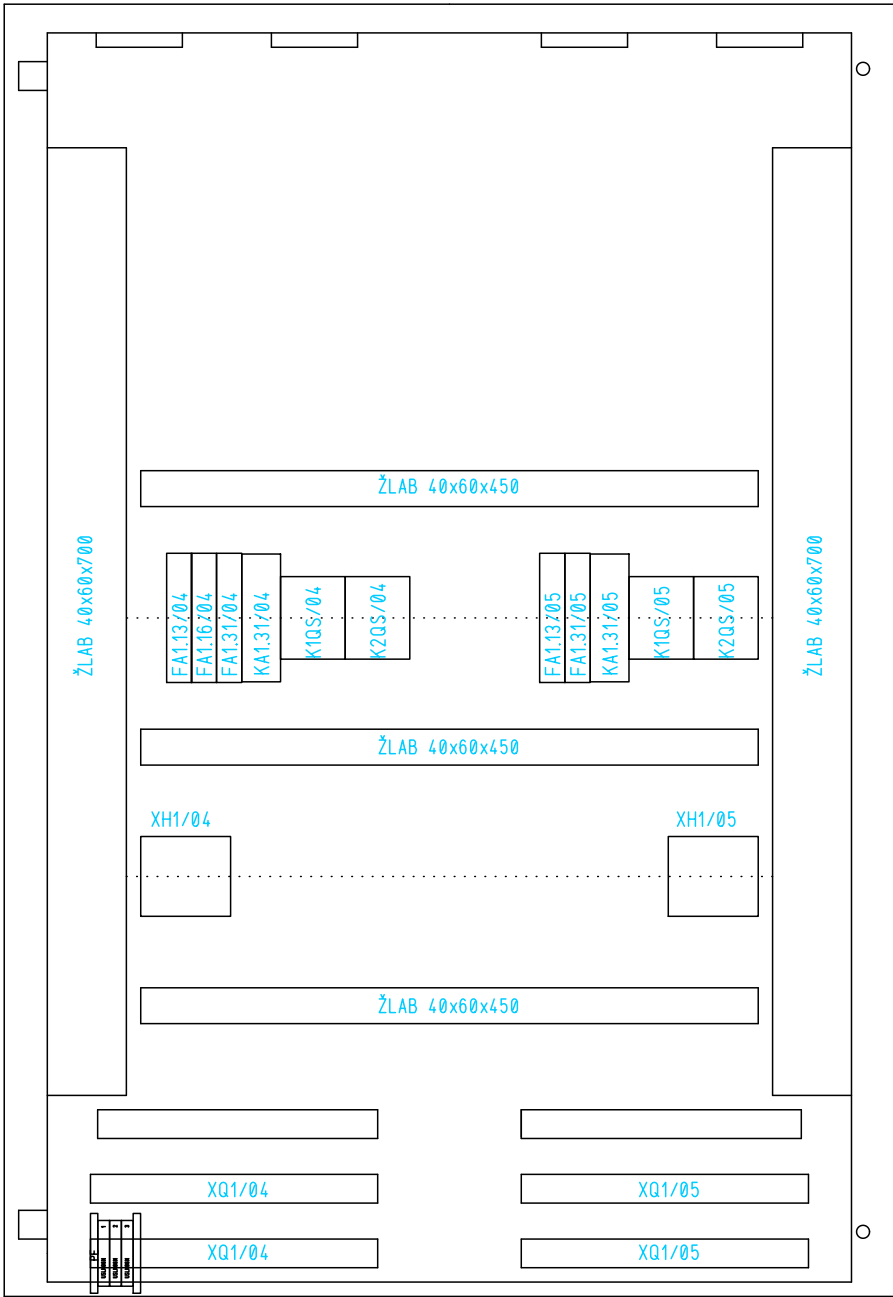 ŽLAB 40x60x450
ŽLAB 40x60x700
FA1.13/04
FA1.16/04
FA1.31/04
KA1.31/04
K1QS/04
K2QS/04
FA1.13/05
FA1.31/05
KA1.31/05
K1QS/05
K2QS/05
ŽLAB 40x60x700
ŽLAB 40x60x450
XH1/04
XH1/05
ŽLAB 40x60x450
XQ1/04
XQ1/05
PE
1
2
3
XQ1/04
XQ1/05